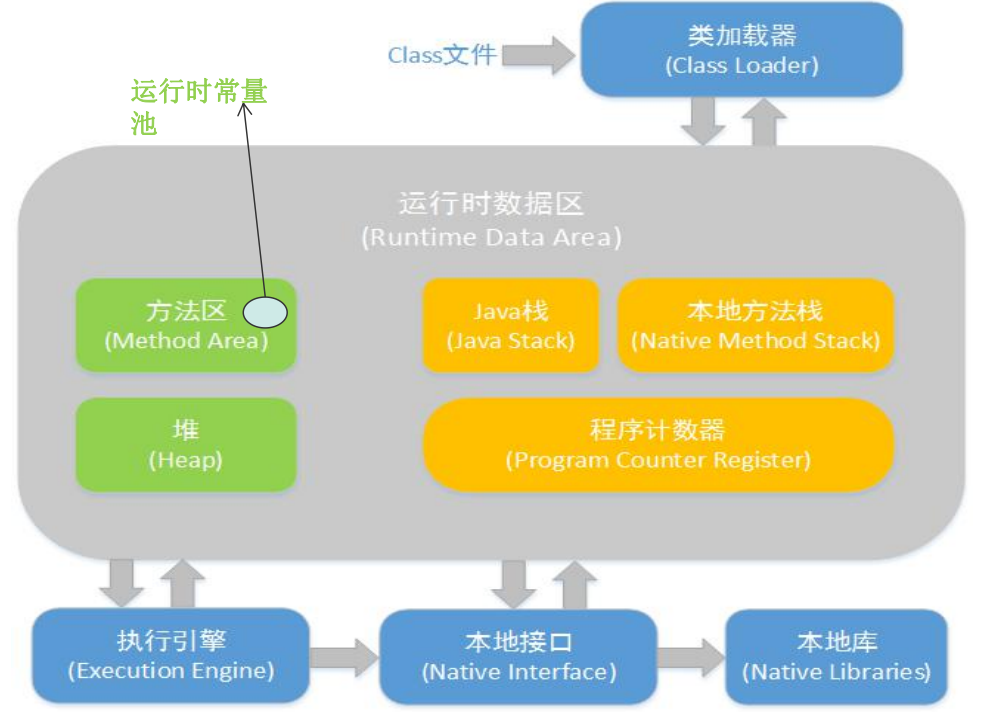 Class文件
类加载器
(Class Loader)
运行时常量
池
运行时数据区
(Runtime Data Area)
方法区
(Method Area)
Java栈
(Java Stack)
本地方法栈
(Native Method Stack)
堆
(Heap)
程序计数器
(Program Counter Register)
执行引擎
(Execution Engine)
本地接口
(Native Interface)
本地库
(Native Libraries)